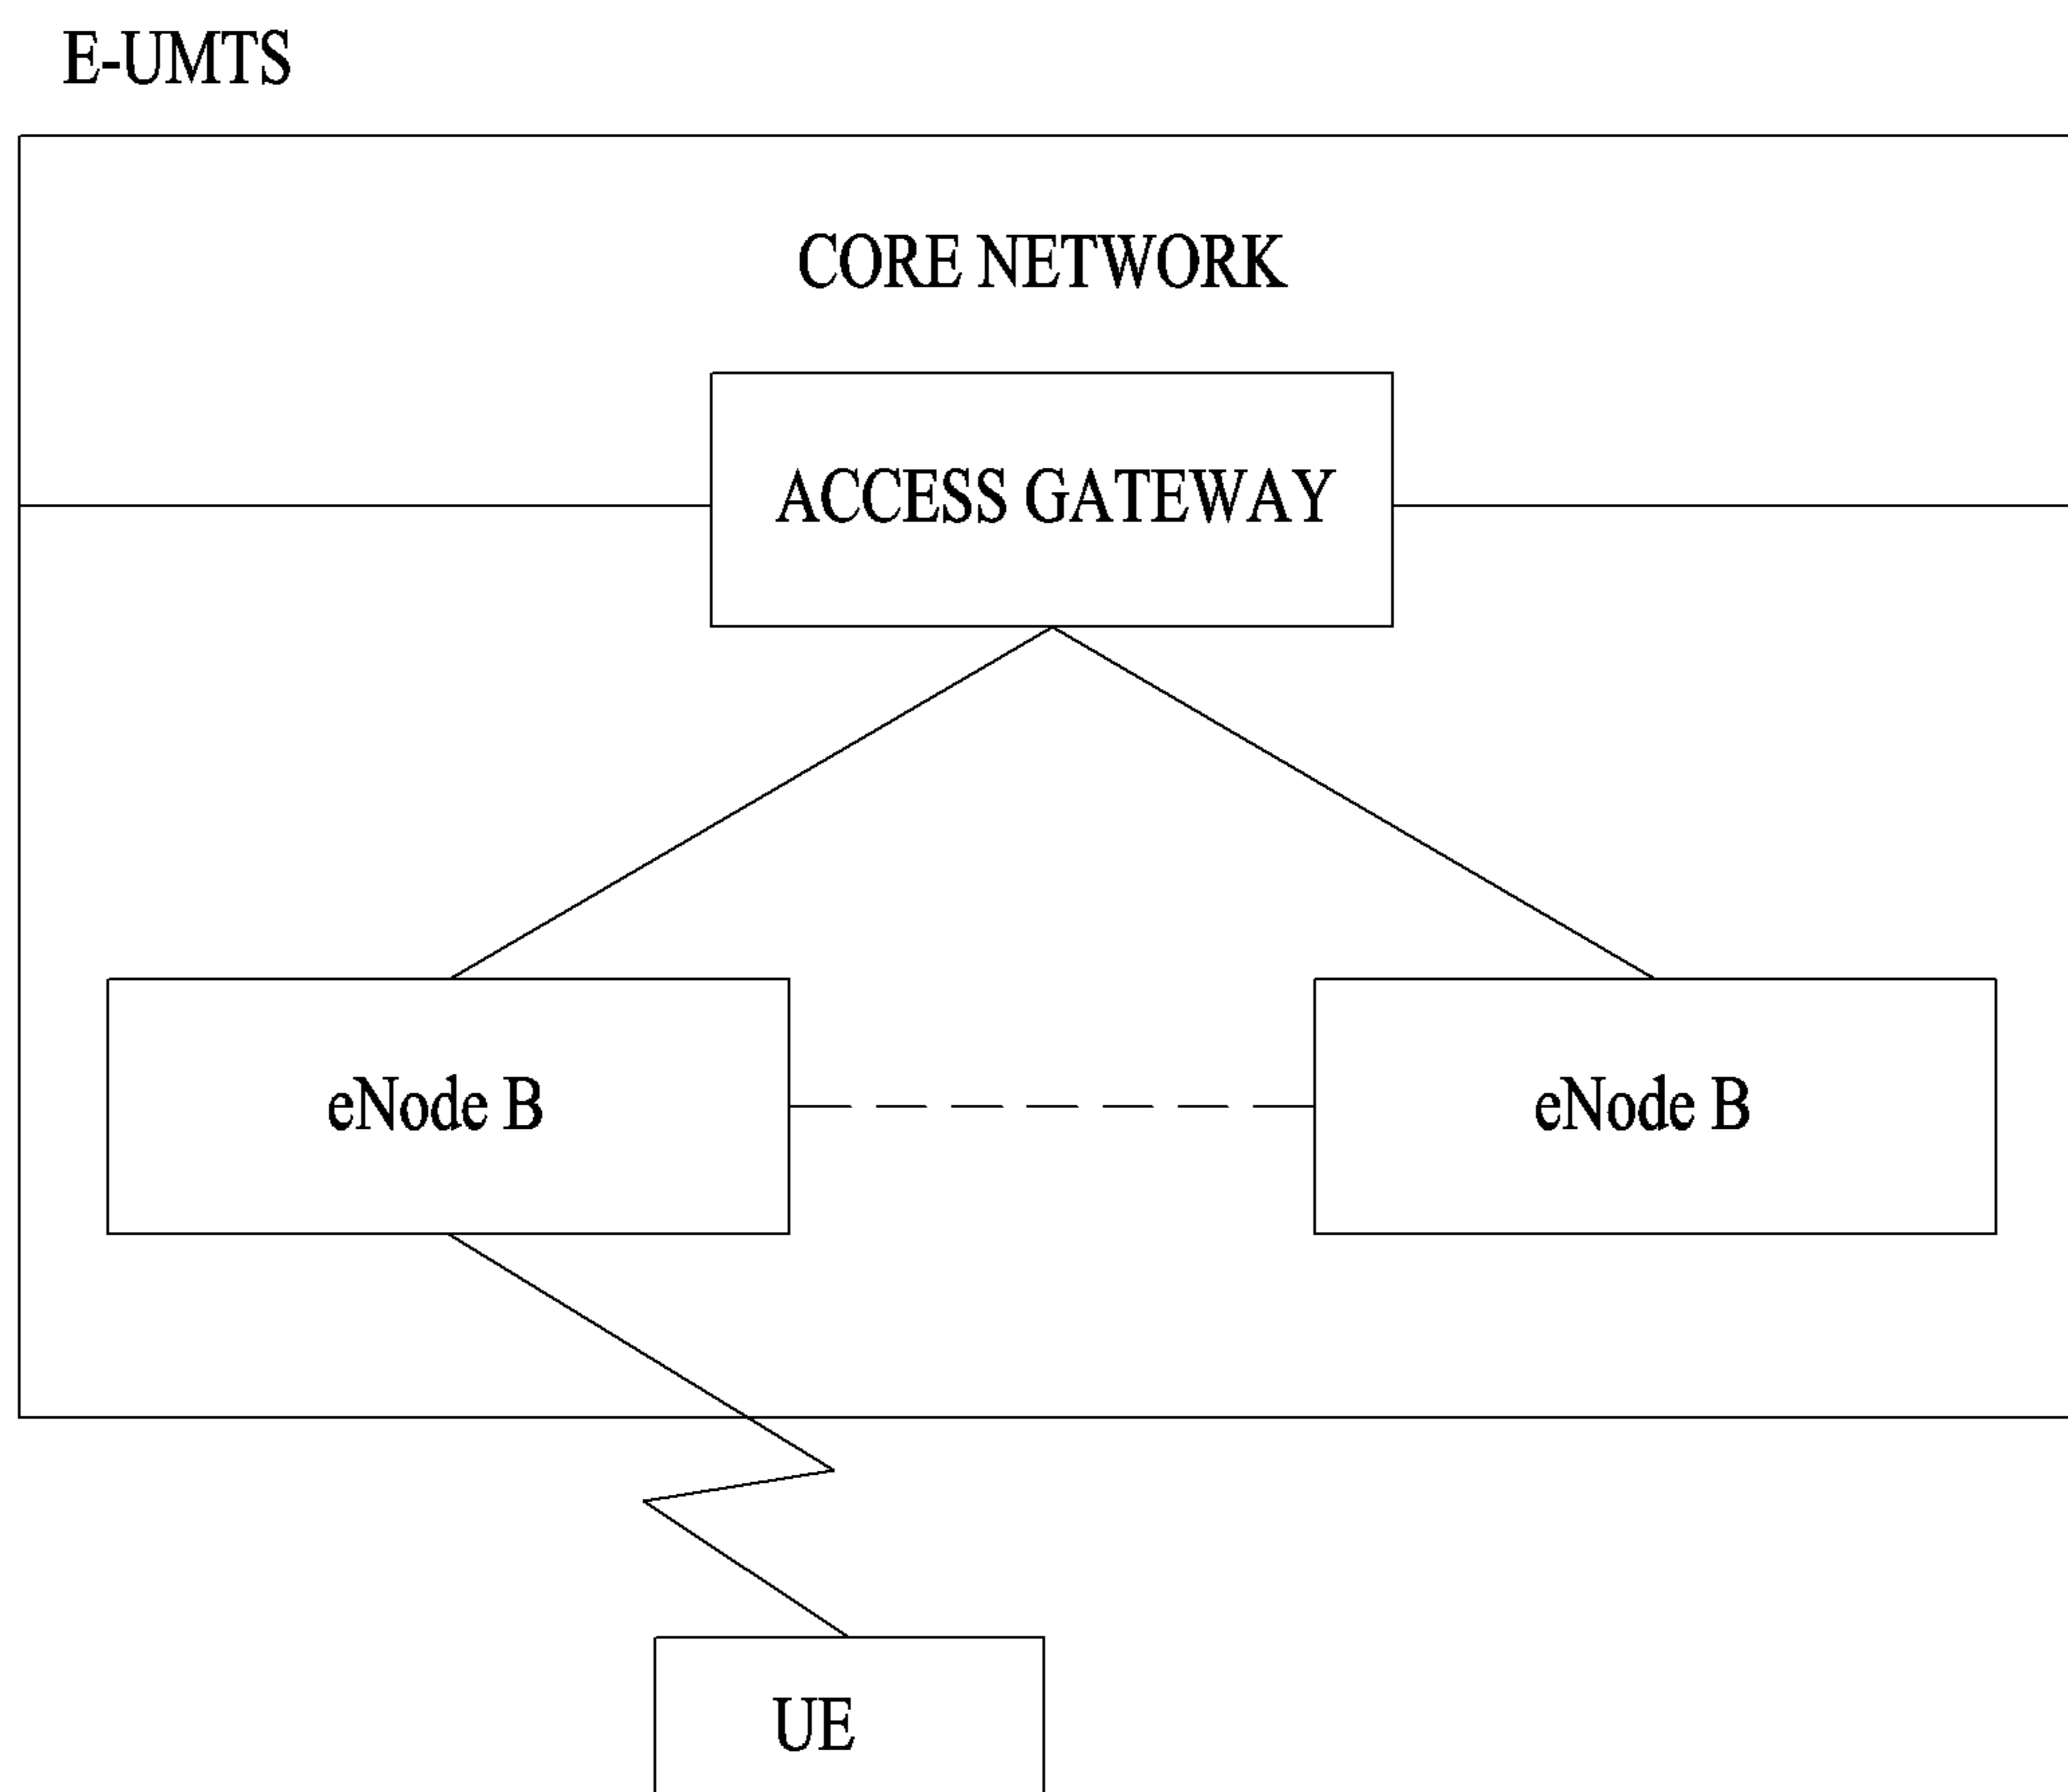 E-UMTS
CORE NETWORK
ACCESS GATEWAY
eNode B
eNode B
UE